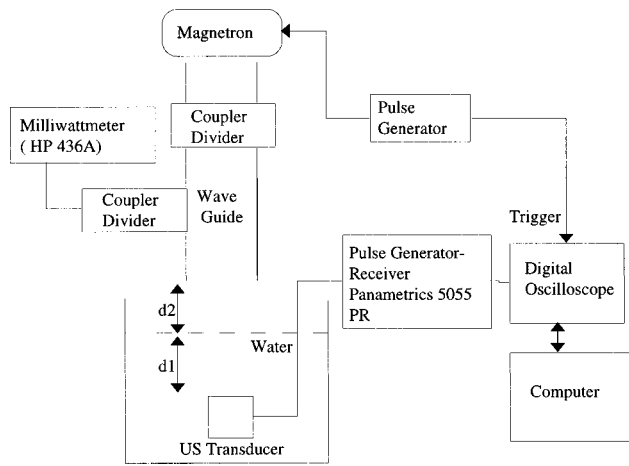 Magnetron
Milliwattmeter
( HP 436A)
Coupler
Divider
Pulse
Generator
Coupler
Divider
Wave
Guide
Trigger
Pulse Generator-
Receiver
Panametrics 5055
PR
Digital
Oscilloscope
d2
Water
d1
Computer
US Transducer